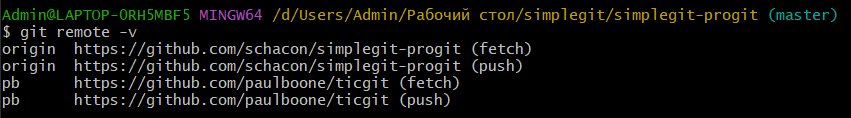 Admin@LAPTOP-ORH5MBF5 MINGW64 /d/Users/Admin/Рабочий стол/simplegit/simplegit-progit (master)
$ git remote -v
origin  https://github.com/schacon/simplegit-progit (fetch)
origin  https://github.com/schacon/simplegit-progit (push)
pb      https://github.com/paulboone/ticgit (fetch)
pb      https://github.com/paulboone/ticgit (push)